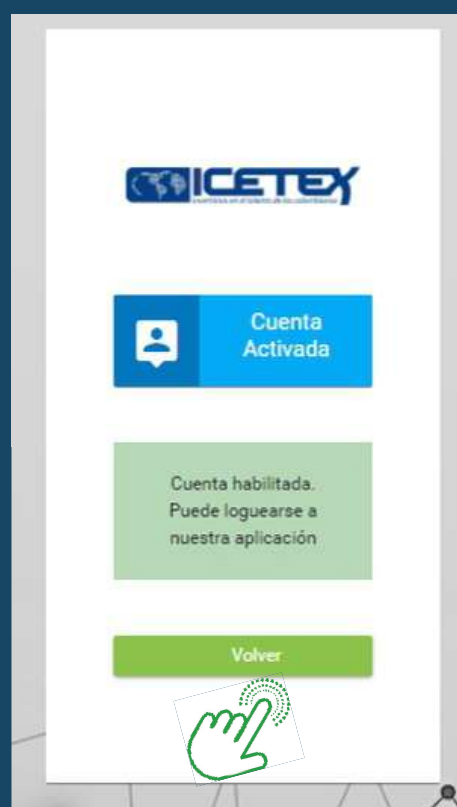 ICETEX
Cuenta
Activada
Cuenta habilitada.
Puede loguearse a
nuestra aplicación
Volver